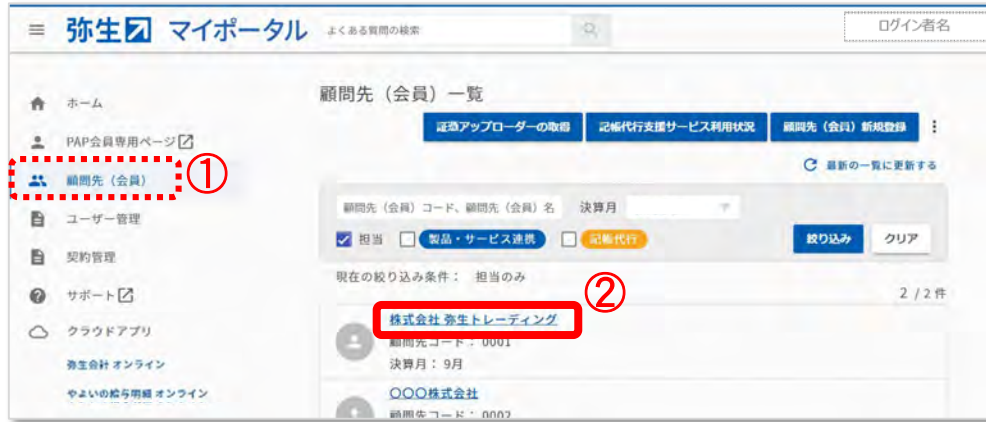 弥生 マイポータル よくある質問の検索 ログイン者名
ホーム
PAP会員専用ページ
顧問先(会員) ①
ユーザー管理
契約管理
サポート
クラウドアプリ
弥生会計 オンライン
やよいの給与明細 オンライン
顧問先(会員)一覧
証憑アップローダーの取得 記帳代行支援サービス利用状況 顧問先(会員)新規登録
最新の一覧に更新する
顧問先(会員)コード、顧問先(会員)名 決算月
担当 製品・サービス連携 記帳代行 絞り込み クリア
現在の絞り込み条件: 担当のみ
2 / 2件
②
株式会社 弥生トレーディング
顧問先コード: 0001
決算月: 9月
〇〇〇株式会社
顧問先コード: 0002